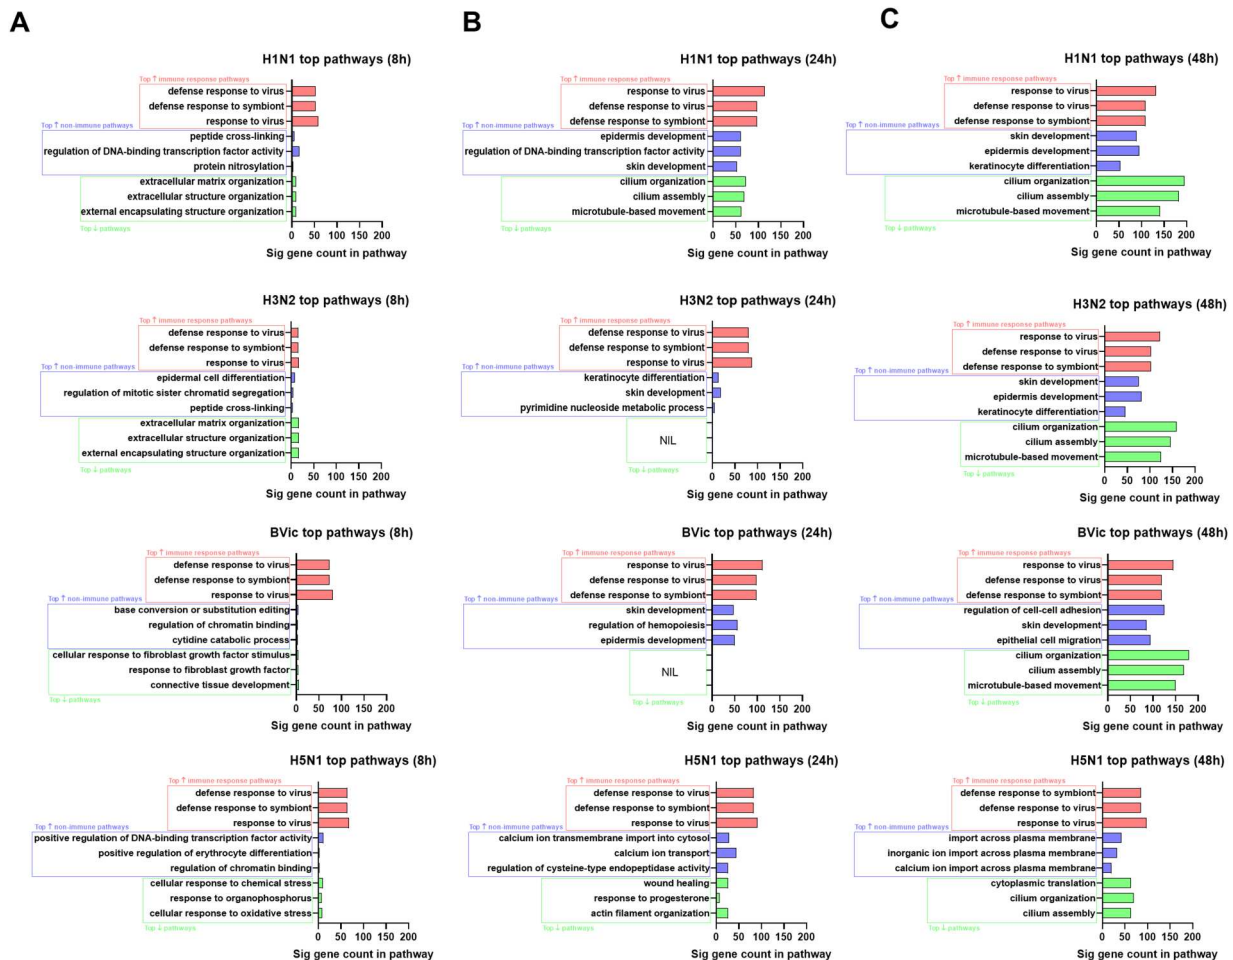 A
H1N1 top pathways (8h)
Top ↑ immune response pathways
defense response to virus
defense response to symbiont
response to virus
Top ↑ non-immune pathways
peptide cross-linking
regulation of DNA-binding transcription factor activity
protein nitrosylation
extracellular matrix organization
extracellular structure organization
external encapsulating structure organization
Top ↓ pathways
0 50 100 150 200
Sig gene count in pathway
H3N2 top pathways (8h)
Top ↑ immune response pathways
defense response to virus
defense response to symbiont
response to virus
Top ↑ non-immune pathways
epidermal cell differentiation
regulation of mitotic sister chromatid segregation
peptide cross-linking
extracellular matrix organization
extracellular structure organization
external encapsulating structure organization
Top ↓ pathways
0 50 100 150 200
Sig gene count in pathway
BVic top pathways (8h)
Top ↑ immune response pathways
defense response to virus
defense response to symbiont
response to virus
Top ↑ non-immune pathways
base conversion or substitution editing
regulation of chromatin binding
cytidine catabolic process
cellular response to fibroblast growth factor stimulus
response to fibroblast growth factor
connective tissue development
Top ↓ pathways
0 50 100 150 200
Sig gene count in pathway
H5N1 top pathways (8h)
Top ↑ immune response pathways
defense response to virus
defense response to symbiont
response to virus
Top ↑ non-immune pathways
positive regulation of DNA-binding transcription factor activity
positive regulation of erythrocyte differentiation
regulation of chromatin binding
cellular response to chemical stress
response to organophosphorus
cellular response to oxidative stress
Top ↓ pathways
0 50 100 150 200
Sig gene count in pathway
B
H1N1 top pathways (24h)
Top ↑ immune response pathways
response to virus
defense response to virus
defense response to symbiont
Top ↑ non-immune pathways
epidermis development
regulation of DNA-binding transcription factor activity
skin development
cilium organization
cilium assembly
microtubule-based movement
Top ↓ pathways
0 50 100 150 200
Sig gene count in pathway
H3N2 top pathways (24h)
Top ↑ immune response pathways
defense response to virus
defense response to symbiont
response to virus
Top ↑ non-immune pathways
keratinocyte differentiation
skin development
pyrimidine nucleoside metabolic process
NIL
Top ↓ pathways
0 50 100 150 200
Sig gene count in pathway
BVic top pathways (24h)
Top ↑ immune response pathways
response to virus
defense response to virus
defense response to symbiont
Top ↑ non-immune pathways
skin development
regulation of hemopoiesis
epidermis development
NIL
Top ↓ pathways
0 50 100 150 200
Sig gene count in pathway
H5N1 top pathways (24h)
Top ↑ immune response pathways
defense response to virus
defense response to symbiont
response to virus
Top ↑ non-immune pathways
calcium ion transmembrane import into cytosol
calcium ion transport
regulation of cysteine-type endopeptidase activity
wound healing
response to progesterone
actin filament organization
Top ↓ pathways
0 50 100 150 200
Sig gene count in pathway
C
H1N1 top pathways (48h)
Top ↑ immune response pathways
response to virus
defense response to virus
defense response to symbiont
Top ↑ non-immune pathways
skin development
epidermis development
keratinocyte differentiation
cilium organization
cilium assembly
microtubule-based movement
Top ↓ pathways
0 50 100 150 200
Sig gene count in pathway
H3N2 top pathways (48h)
Top ↑ immune response pathways
response to virus
defense response to virus
defense response to symbiont
Top ↑ non-immune pathways
skin development
epidermis development
keratinocyte differentiation
cilium organization
cilium assembly
microtubule-based movement
Top ↓ pathways
0 50 100 150 200
Sig gene count in pathway
BVic top pathways (48h)
Top ↑ immune response pathways
response to virus
defense response to virus
defense response to symbiont
Top ↑ non-immune pathways
regulation of cell-cell adhesion
skin development
epithelial cell migration
cilium organization
cilium assembly
microtubule-based movement
Top ↓ pathways
0 50 100 150 200
Sig gene count in pathway
H5N1 top pathways (48h)
Top ↑ immune response pathways
defense response to symbiont
defense response to virus
response to virus
Top ↑ non-immune pathways
import across plasma membrane
inorganic ion import across plasma membrane
calcium ion import across plasma membrane
cytoplasmic translation
cilium organization
cilium assembly
Top ↓ pathways
0 50 100 150 200
Sig gene count in pathway